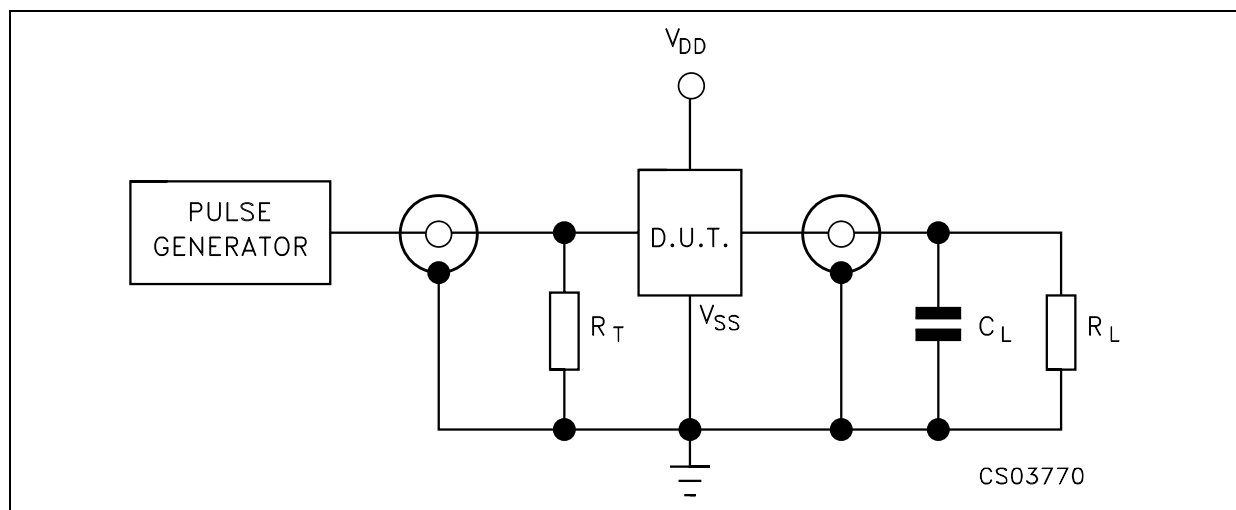 VDD
PULSE
GENERATOR
D.U.T.
VSS
RT
CL
RL
CS03770